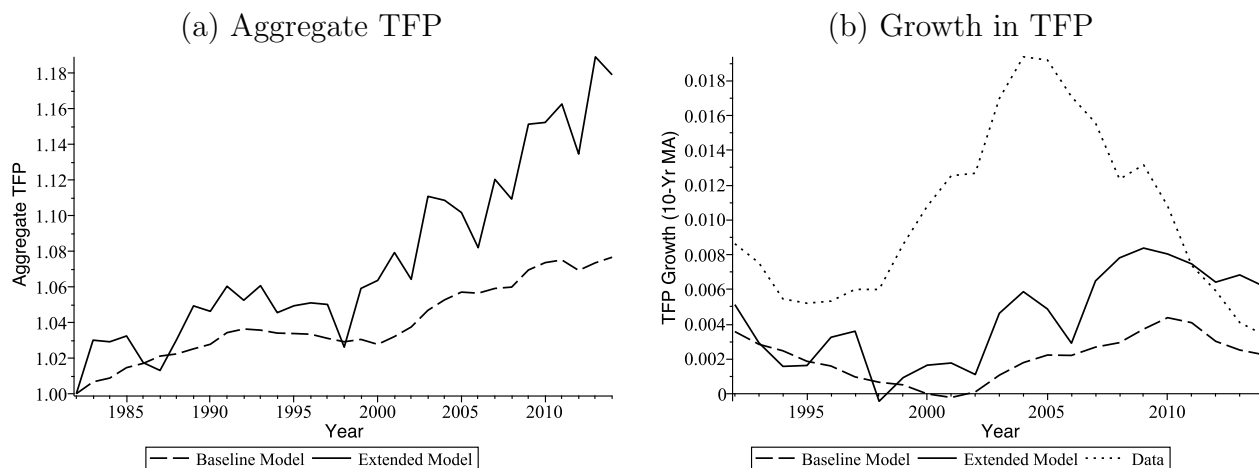 (a) Aggregate TFP
1.18
1.16
1.14
1.12
1.10
1.08
1.06
1.04
1.02
1.00
Aggregate TFP
1985 1990 1995 2000 2005 2010
Year
Baseline Model Extended Model
(b) Growth in TFP
0.018
0.016
0.014
0.012
0.010
0.008
0.006
0.004
0.002
0
TFP Growth (10-Yr MA)
1995 2000 2005 2010
Year
Baseline Model Extended Model Data